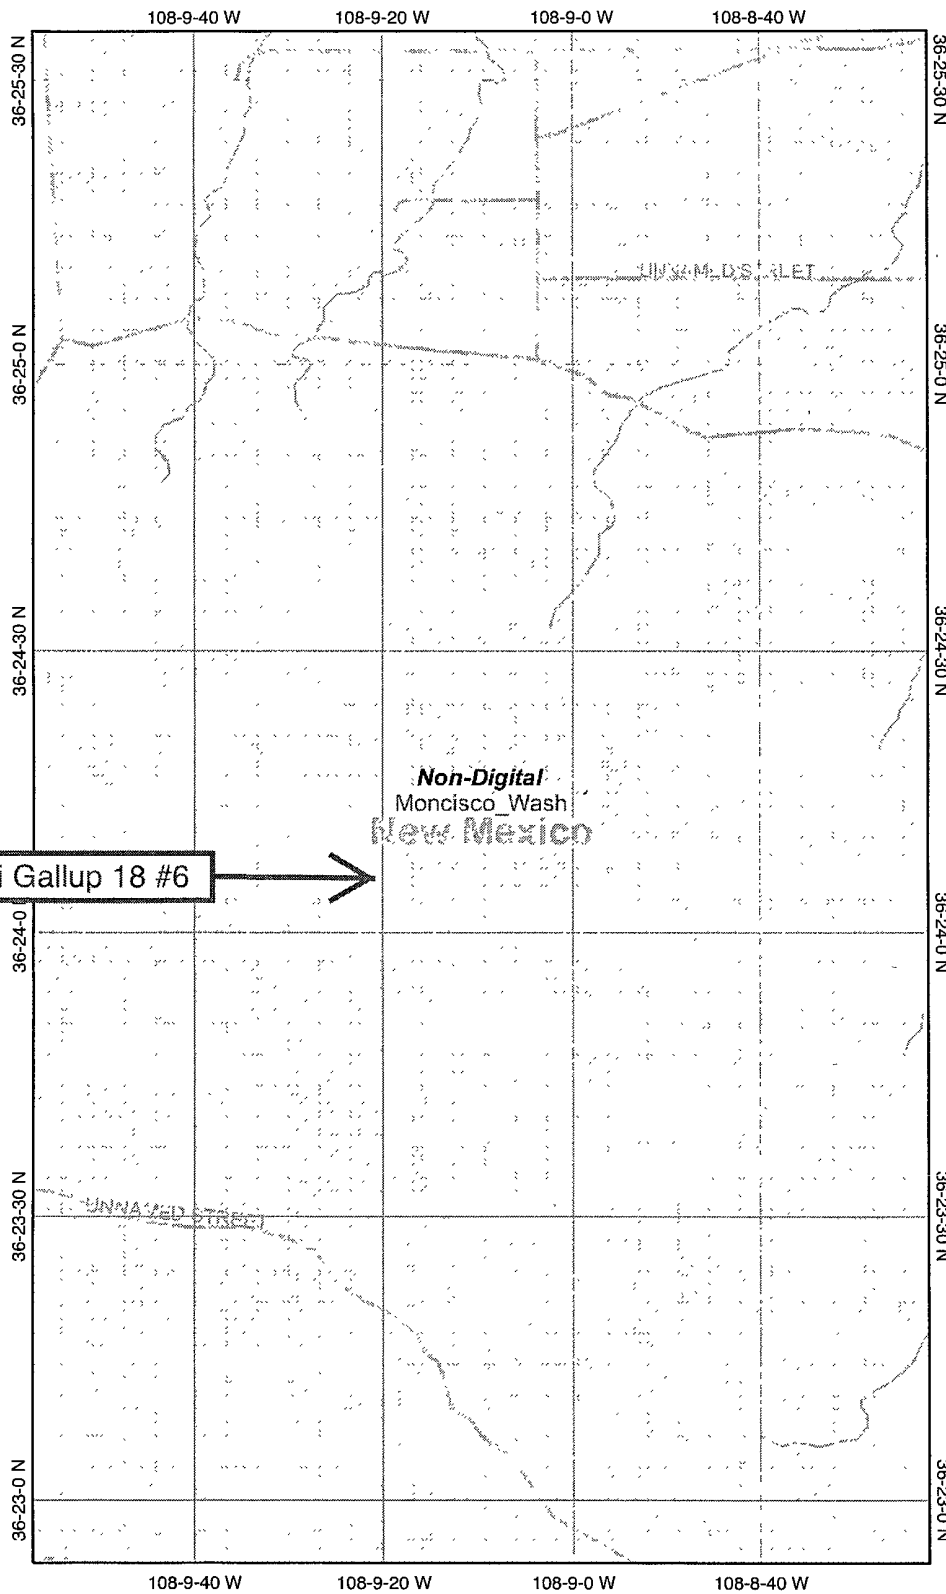 108-9-40 W 108-9-20 W 108-9-0 W 108-8-40 W
36-25-30 N 36-25-30 N
36-25-0 N 36-25-0 N
36-24-30 N 36-24-30 N
Non-Digital
Moncisco_Wash
New Mexico
i Gallup 18 #6
36-24-0 N
36-23-30 N 36-23-30 N
UNNAMED STREET
36-23-0 N 36-23-0 N
108-9-40 W 108-9-20 W 108-9-0 W 108-8-40 W